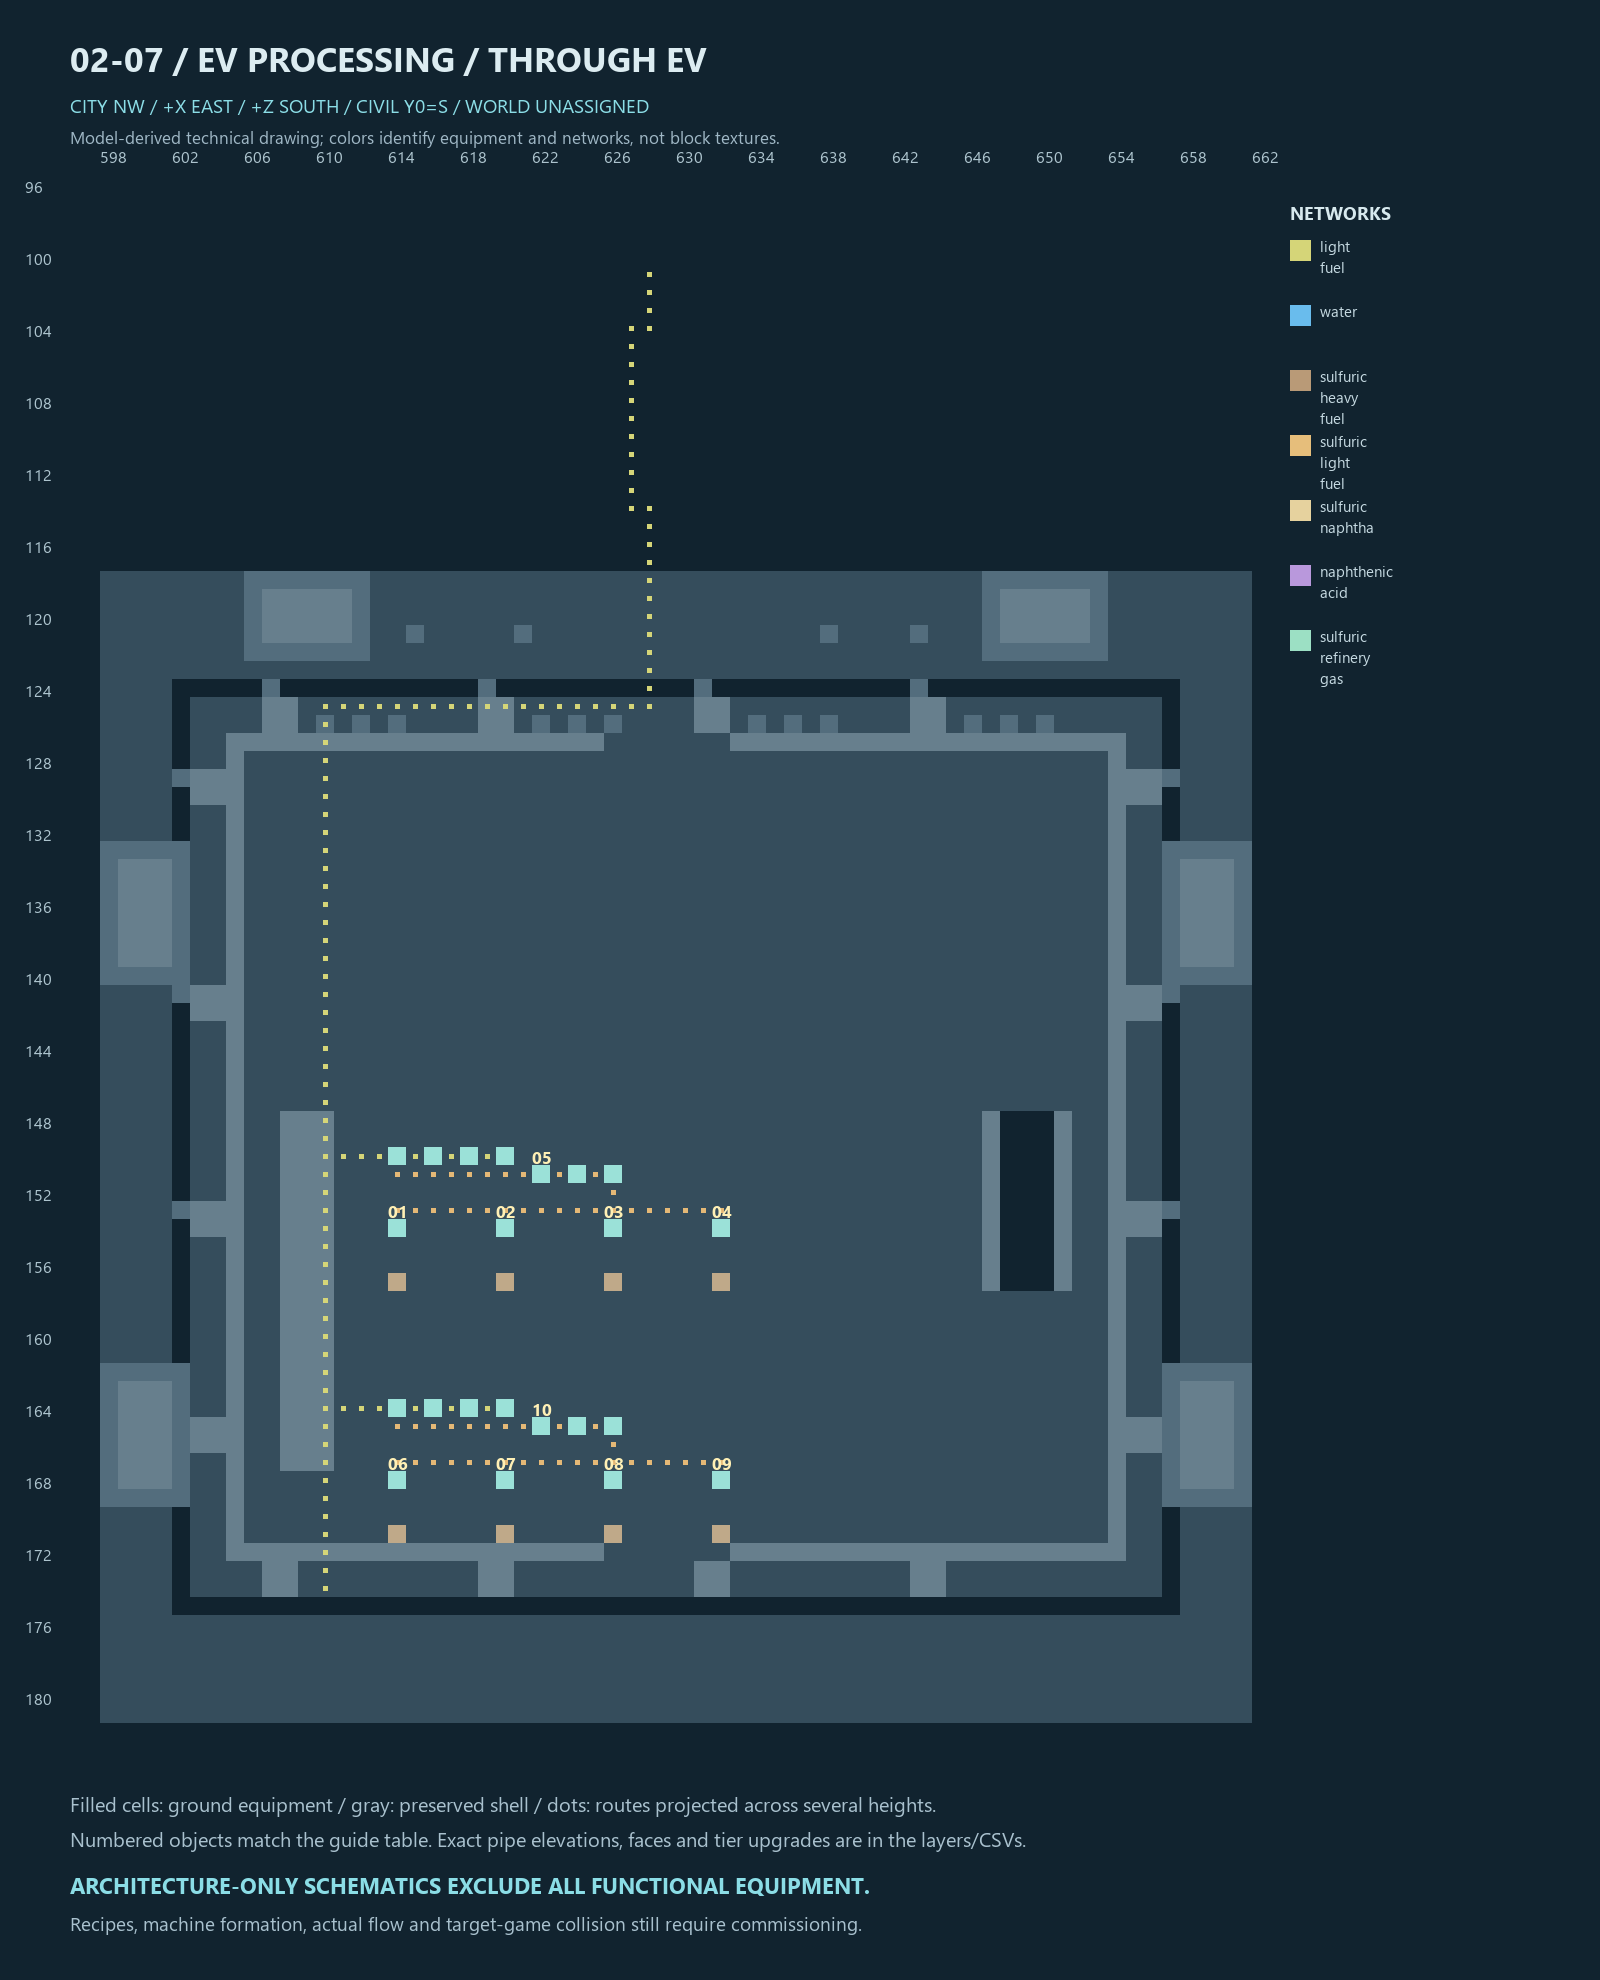 02-07 / EV PROCESSING / THROUGH EV
CITY NW / +X EAST / +Z SOUTH / CIVIL Y0=S / WORLD UNASSIGNED
Model-derived technical drawing; colors identify equipment and networks, not block textures.
598 602 606 610 614 618 622 626 630 634 638 642 646 650 654 658 662
96
NETWORKS
light
fuel
100
water
104
sulfuric
heavy
fuel
108
sulfuric
light
fuel
112
sulfuric
naphtha
116
naphthenic
acid
120
sulfuric
refinery
gas
124
128
132
136
140
144
148
05
152
01 02 03 04
156
160
164
10
06 07 08 09
168
172
176
180
Filled cells: ground equipment / gray: preserved shell / dots: routes projected across several heights.
Numbered objects match the guide table. Exact pipe elevations, faces and tier upgrades are in the layers/CSVs.
ARCHITECTURE-ONLY SCHEMATICS EXCLUDE ALL FUNCTIONAL EQUIPMENT.
Recipes, machine formation, actual flow and target-game collision still require commissioning.